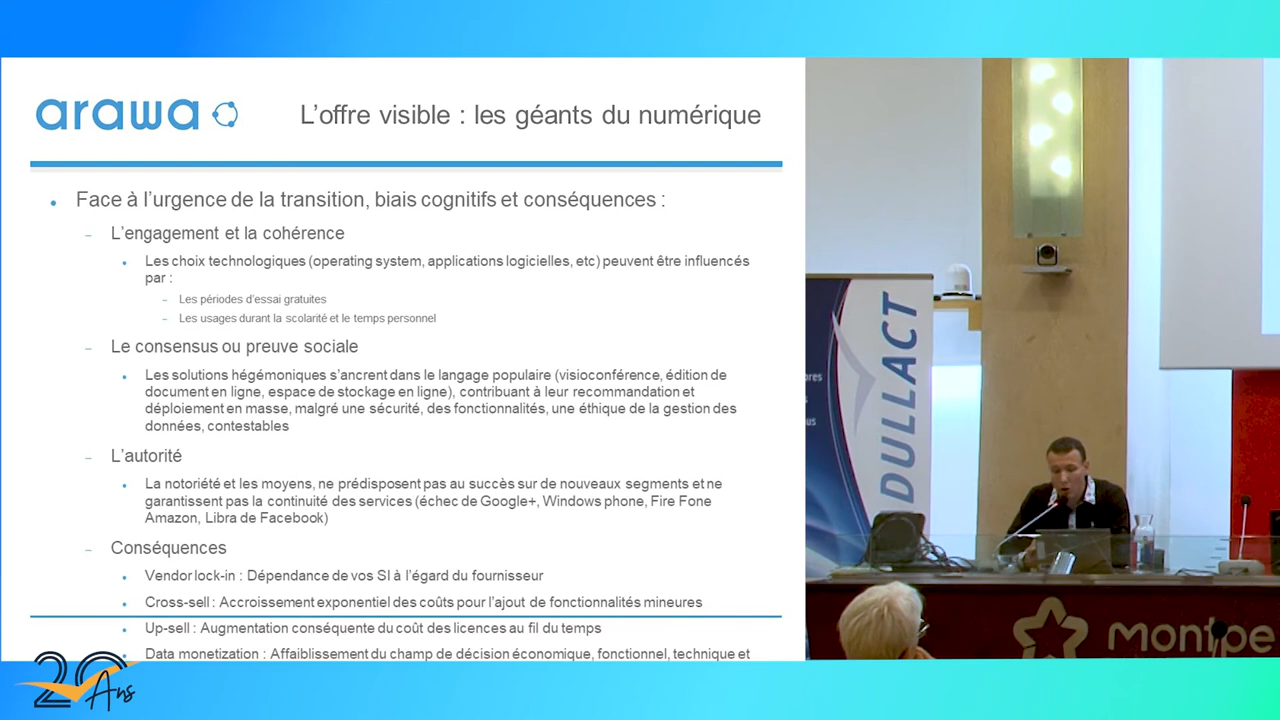 arawa
L'offre visible : les géants du numérique
• Face à l'urgence de la transition, biais cognitifs et conséquences :
– L'engagement et la cohérence
• Les choix technologiques (operating system, applications logicielles, etc) peuvent être influencés
par :
– Les périodes d'essai gratuites
– Les usages durant la scolarité et le temps personnel
– Le consensus ou preuve sociale
• Les solutions hégémoniques s'ancrent dans le langage populaire (visioconférence, édition de
document en ligne, espace de stockage en ligne), contribuant à leur recommandation et
déploiement en masse, malgré une sécurité, des fonctionnalités, une éthique de la gestion des
données, contestables
– L'autorité
• La notoriété et les moyens, ne prédisposent pas au succès sur de nouveaux segments et ne
garantissent pas la continuité des services (échec de Google+, Windows phone, Fire Fone
Amazon, Libra de Facebook)
– Conséquences
• Vendor lock-in : Dépendance de vos SI à l'égard du fournisseur
• Cross-sell : Accroissement exponentiel des coûts pour l'ajout de fonctionnalités mineures
• Up-sell : Augmentation conséquente du coût des licences au fil du temps
• Data monetization : Affaiblissement du champ de décision économique, fonctionnel, technique et
20
Ans
DULLACT
Montpe